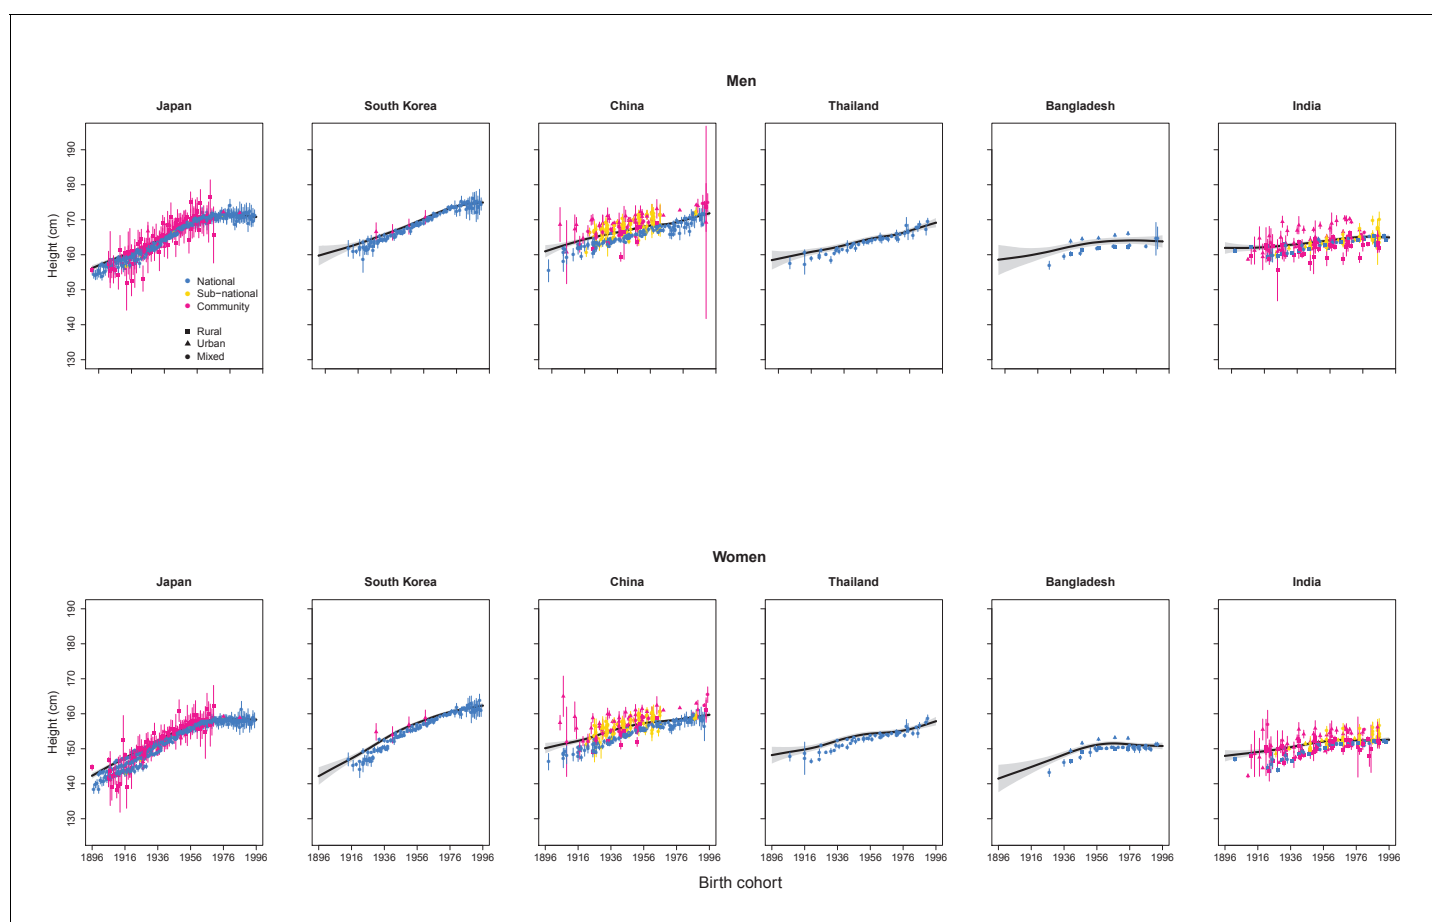 Men
Japan South Korea China Thailand Bangladesh India
190
180
170
160
150
140
130
Height (cm)
National
Sub−national
Community
Rural
Urban
Mixed
Women
Japan South Korea China Thailand Bangladesh India
190
180
170
160
150
140
130
Height (cm)
1896 1916 1936 1956 1976 1996 1896 1916 1936 1956 1976 1996 1896 1916 1936 1956 1976 1996 1896 1916 1936 1956 1976 1996 1896 1916 1936 1956 1976 1996 1896 1916 1936 1956 1976 1996
Birth cohort